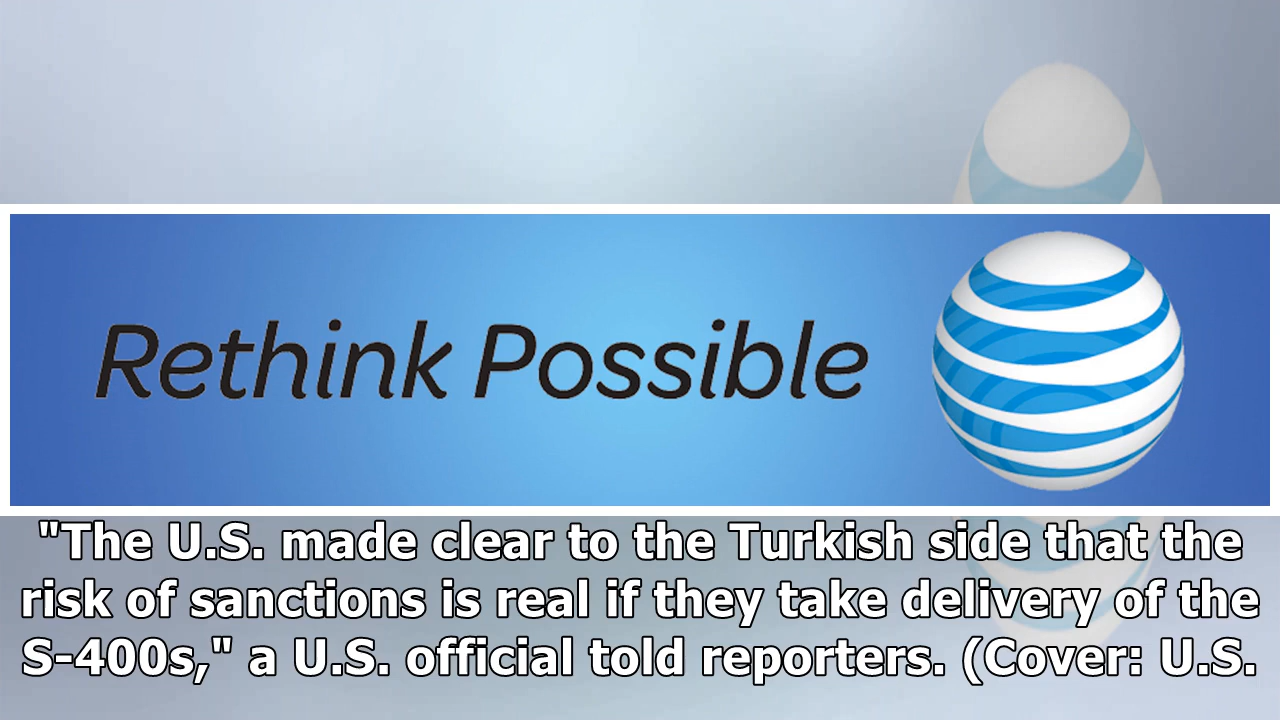 Rethink Possible
"The U.S. made clear to the Turkish side that the
risk of sanctions is real if they take delivery of the
S-400s," a U.S. official told reporters. (Cover: U.S.